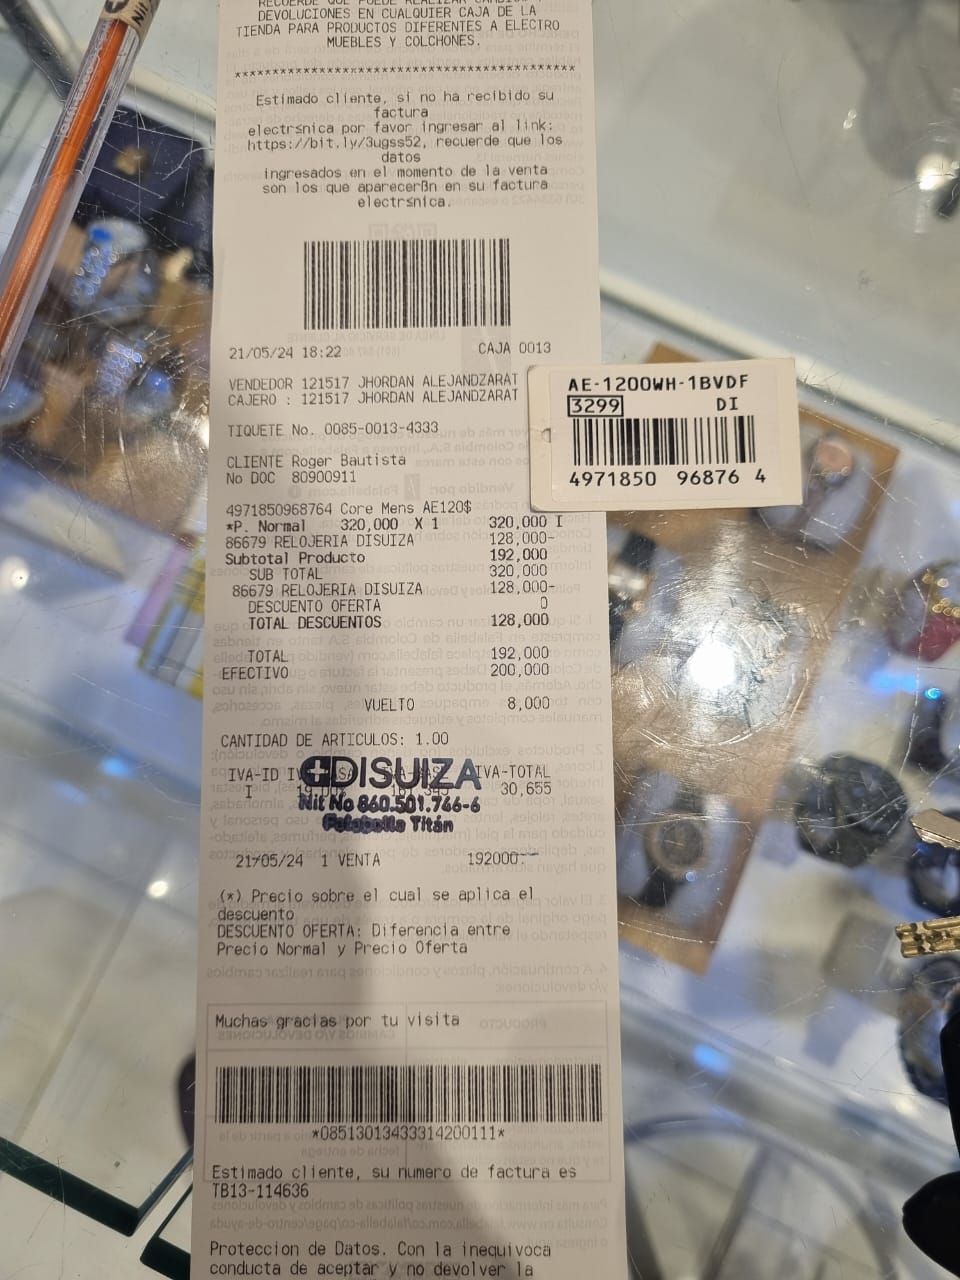 RECUERDE QUE PUEDE REALIZAR CAMBIOS
DEVOLUCIONES EN CUALQUIER CAJA DE LA
TIENDA PARA PRODUCTOS DIFERENTES A ELECTRO
MUEBLES Y COLCHONES.
******************************************
Estimado cliente, si no ha recibido su
factura
electrsnica por favor ingresar al link:
https://bit.ly/3ugss52, recuerde que los
datos
ingresados en el momento de la venta
son los que aparecerBn en su factura
electrsnica.
21/05/24 18:22 CAJA 0013
VENDEDOR 121517 JHORDAN ALEJANDZARAT
CAJERO : 121517 JHORDAN ALEJANDZARAT
TIQUETE No. 0085-0013-4333
CLIENTE Roger Bautista
No DOC 80900911
4971850968764 Core Mens AE120$
*P. Normal 320,000 X 1 320,000 I
86679 RELOJERIA DISUIZA 128,000-
Subtotal Producto 192,000
SUB TOTAL 320,000
86679 RELOJERIA DISUIZA 128,000-
DESCUENTO OFERTA 0
TOTAL DESCUENTOS 128,000
TOTAL 192,000
EFECTIVO 200,000
VUELTO 8,000
CANTIDAD DE ARTICULOS: 1.00
IVA-ID IVA-TOTAL
I 30,655
DISUIZA
Nit No 860.501.746-6
Falabella Titán
21/05/24 1 VENTA 192000.-
(*) Precio sobre el cual se aplica el
descuento
DESCUENTO OFERTA: Diferencia entre
Precio Normal y Precio Oferta
Muchas gracias por tu visita
*08513013433314200111*
Estimado cliente, su numero de factura es
TB13-114636
Proteccion de Datos. Con la inequivoca
conducta de aceptar y no devolver la
AE-1200WH-1BVDF
3299 DI
4971850 96876 4